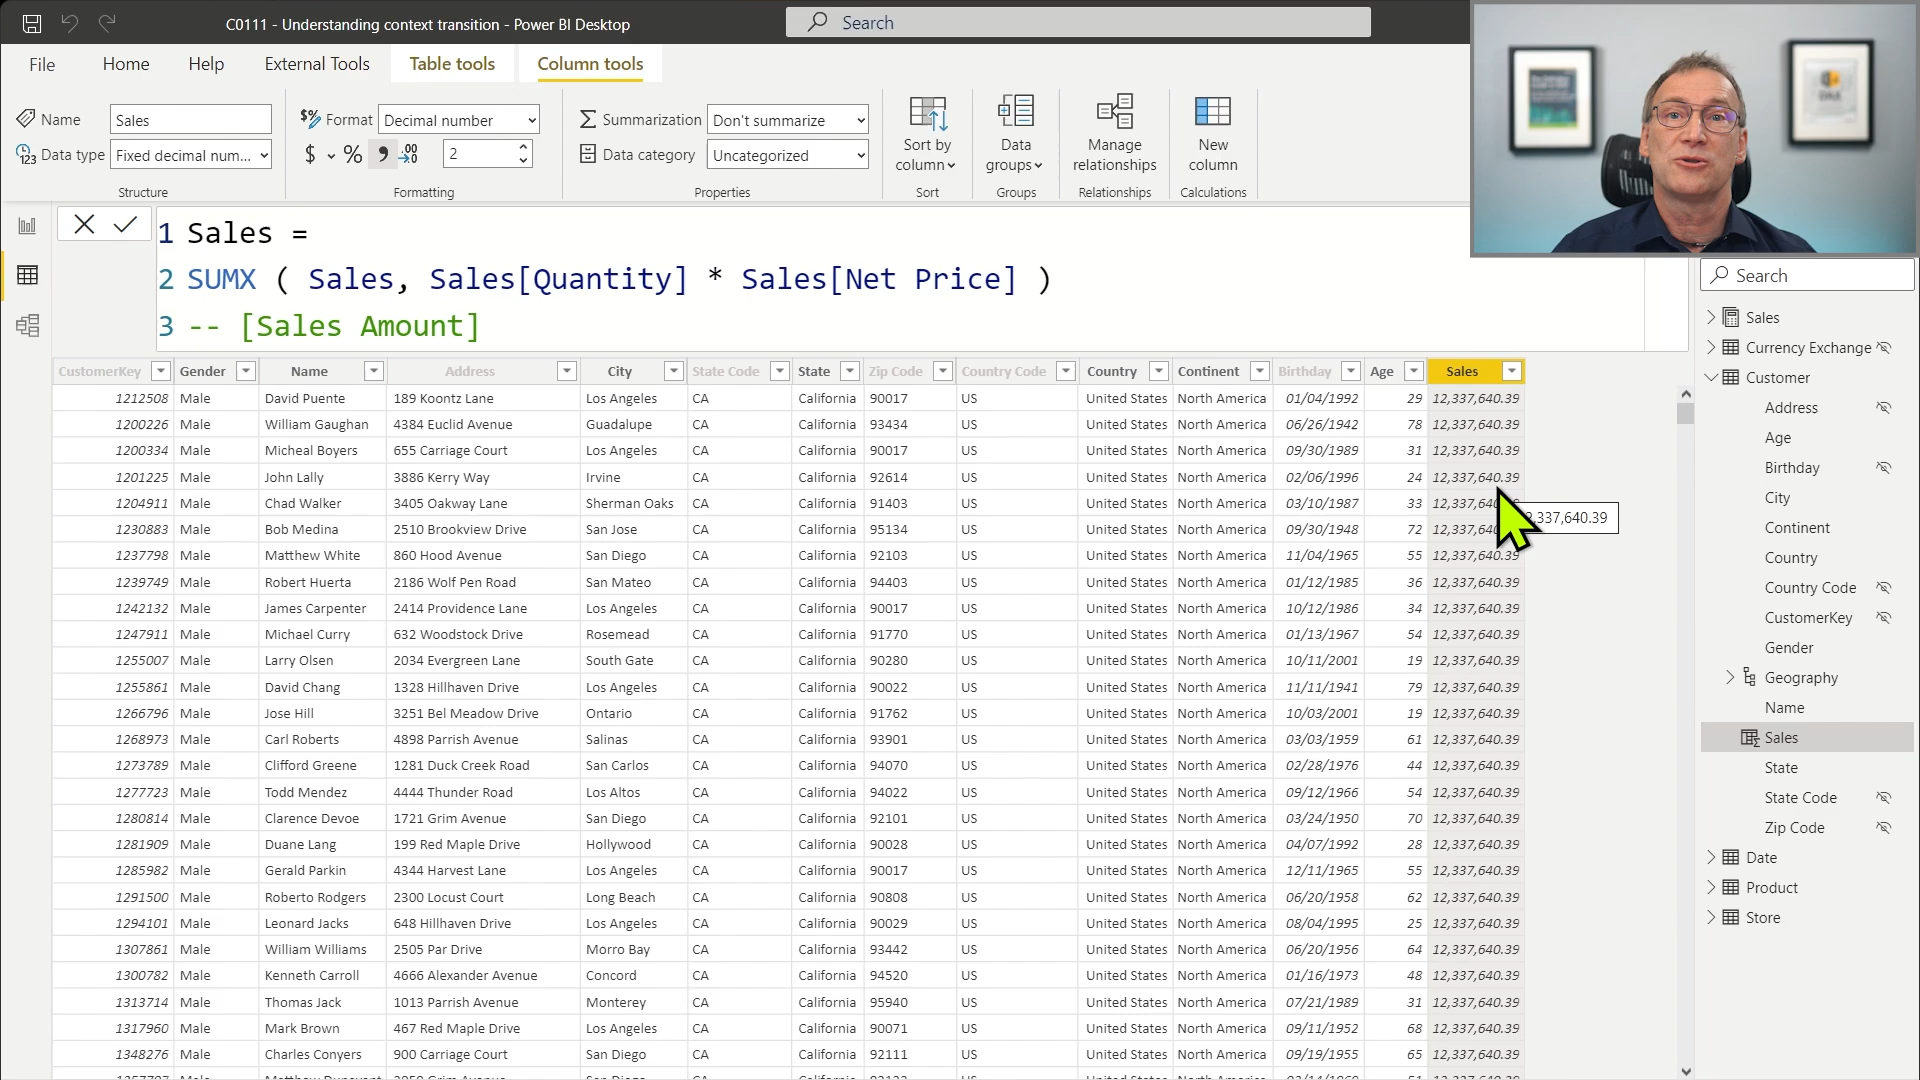 C0111 - Understanding context transition - Power BI Desktop
Search
File Home Help External Tools Table tools Column tools
Name Sales
Data type Fixed decimal num...
Structure
$% Format Decimal number
$ % 9 .00 →0 2
Formatting
Summarization Don't summarize
Data category Uncategorized
Properties
Sort by column
Sort
Data groups
Groups
Manage relationships
Relationships
New column
Calculations
1 Sales =
2 SUMX ( Sales, Sales[Quantity] * Sales[Net Price] )
3 -- [Sales Amount]
CustomerKey Gender Name Address City State Code State Zip Code Country Code Country Continent Birthday Age Sales
1212508 Male David Puente 189 Koontz Lane Los Angeles CA California 90017 US United States North America 01/04/1992 29 12,337,640.39
1200226 Male William Gaughan 4384 Euclid Avenue Guadalupe CA California 93434 US United States North America 06/26/1942 78 12,337,640.39
1200334 Male Micheal Boyers 655 Carriage Court Los Angeles CA California 90017 US United States North America 09/30/1989 31 12,337,640.39
1201225 Male John Lally 3886 Kerry Way Irvine CA California 92614 US United States North America 02/06/1996 24 12,337,640.39
1204911 Male Chad Walker 3405 Oakway Lane Sherman Oaks CA California 91403 US United States North America 03/10/1987 33 12,337,64
1230883 Male Bob Medina 2510 Brookview Drive San Jose CA California 95134 US United States North America 09/30/1948 72 12,337,640
2,337,640.39
1237798 Male Matthew White 860 Hood Avenue San Diego CA California 92103 US United States North America 11/04/1965 55 12,337,640.39
1239749 Male Robert Huerta 2186 Wolf Pen Road San Mateo CA California 94403 US United States North America 01/12/1985 36 12,337,640.39
1242132 Male James Carpenter 2414 Providence Lane Los Angeles CA California 90017 US United States North America 10/12/1986 34 12,337,640.39
1247911 Male Michael Curry 632 Woodstock Drive Rosemead CA California 91770 US United States North America 01/13/1967 54 12,337,640.39
1255007 Male Larry Olsen 2034 Evergreen Lane South Gate CA California 90280 US United States North America 10/11/2001 19 12,337,640.39
1255861 Male David Chang 1328 Hillhaven Drive Los Angeles CA California 90022 US United States North America 11/11/1941 79 12,337,640.39
1266796 Male Jose Hill 3251 Bel Meadow Drive Ontario CA California 91762 US United States North America 10/03/2001 19 12,337,640.39
1268973 Male Carl Roberts 4898 Parrish Avenue Salinas CA California 93901 US United States North America 03/03/1959 61 12,337,640.39
1273789 Male Clifford Greene 1281 Duck Creek Road San Carlos CA California 94070 US United States North America 02/28/1976 44 12,337,640.39
1277723 Male Todd Mendez 4444 Thunder Road Los Altos CA California 94022 US United States North America 09/12/1966 54 12,337,640.39
1280814 Male Clarence Devoe 1721 Grim Avenue San Diego CA California 92101 US United States North America 03/24/1950 70 12,337,640.39
1281909 Male Duane Lang 199 Red Maple Drive Hollywood CA California 90028 US United States North America 04/07/1992 28 12,337,640.39
1285982 Male Gerald Parkin 4344 Harvest Lane Los Angeles CA California 90017 US United States North America 12/11/1965 55 12,337,640.39
1291500 Male Roberto Rodgers 2300 Locust Court Long Beach CA California 90808 US United States North America 06/20/1958 62 12,337,640.39
1294101 Male Leonard Jacks 648 Hillhaven Drive Los Angeles CA California 90029 US United States North America 08/04/1995 25 12,337,640.39
1307861 Male William Williams 2505 Par Drive Morro Bay CA California 93442 US United States North America 06/20/1956 64 12,337,640.39
1300782 Male Kenneth Carroll 4666 Alexander Avenue Concord CA California 94520 US United States North America 01/16/1973 48 12,337,640.39
1313714 Male Thomas Jack 1013 Parrish Avenue Monterey CA California 95940 US United States North America 07/21/1989 31 12,337,640.39
1317960 Male Mark Brown 467 Red Maple Drive Los Angeles CA California 90071 US United States North America 09/11/1952 68 12,337,640.39
1348276 Male Charles Conyers 900 Carriage Court San Diego CA California 92111 US United States North America 09/19/1955 65 12,337,640.39
Search
Sales
Currency Exchange
Customer
Address
Age
Birthday
City
Continent
Country
Country Code
CustomerKey
Gender
Geography
Name
Sales
State
State Code
Zip Code
Date
Product
Store